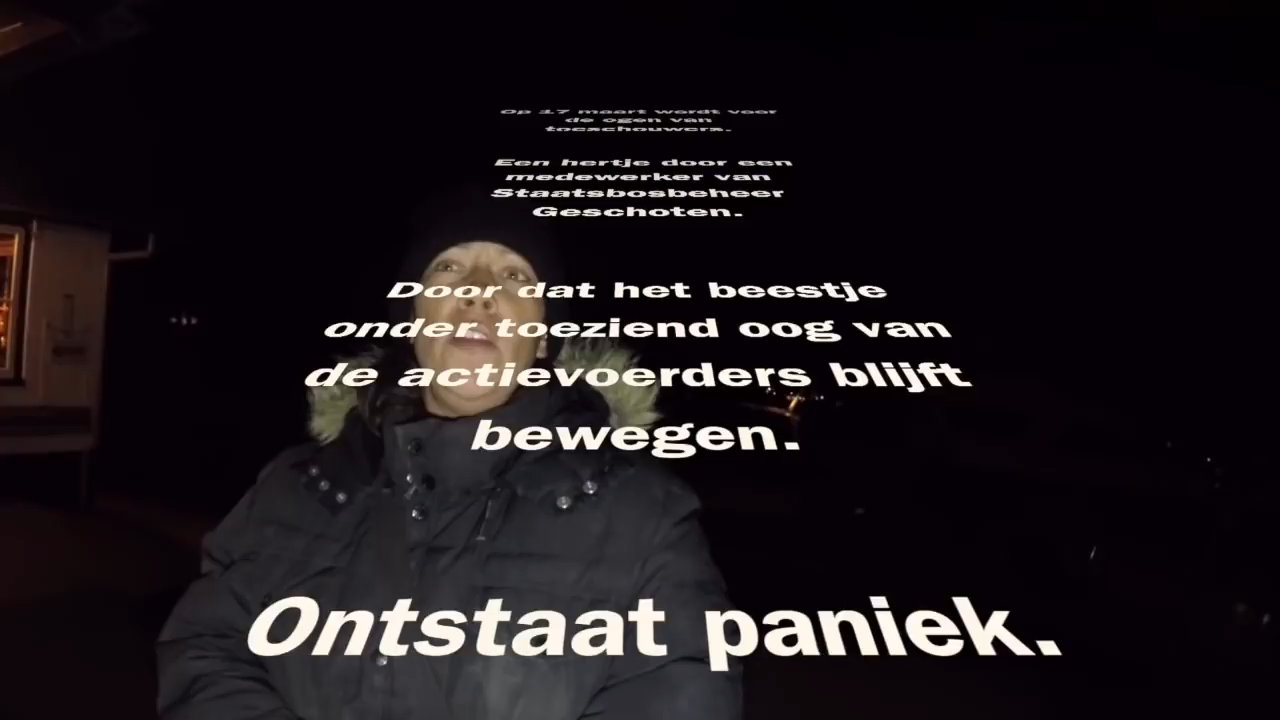 Op 17 maart wordt voor
de ogen van
toeschouwers.
Een hertje door een
medewerker van
Staatsbosbeheer
Geschoten.
Door dat het beestje
onder toeziend oog van
de actievoerders blijft
bewegen.
Ontstaat paniek.